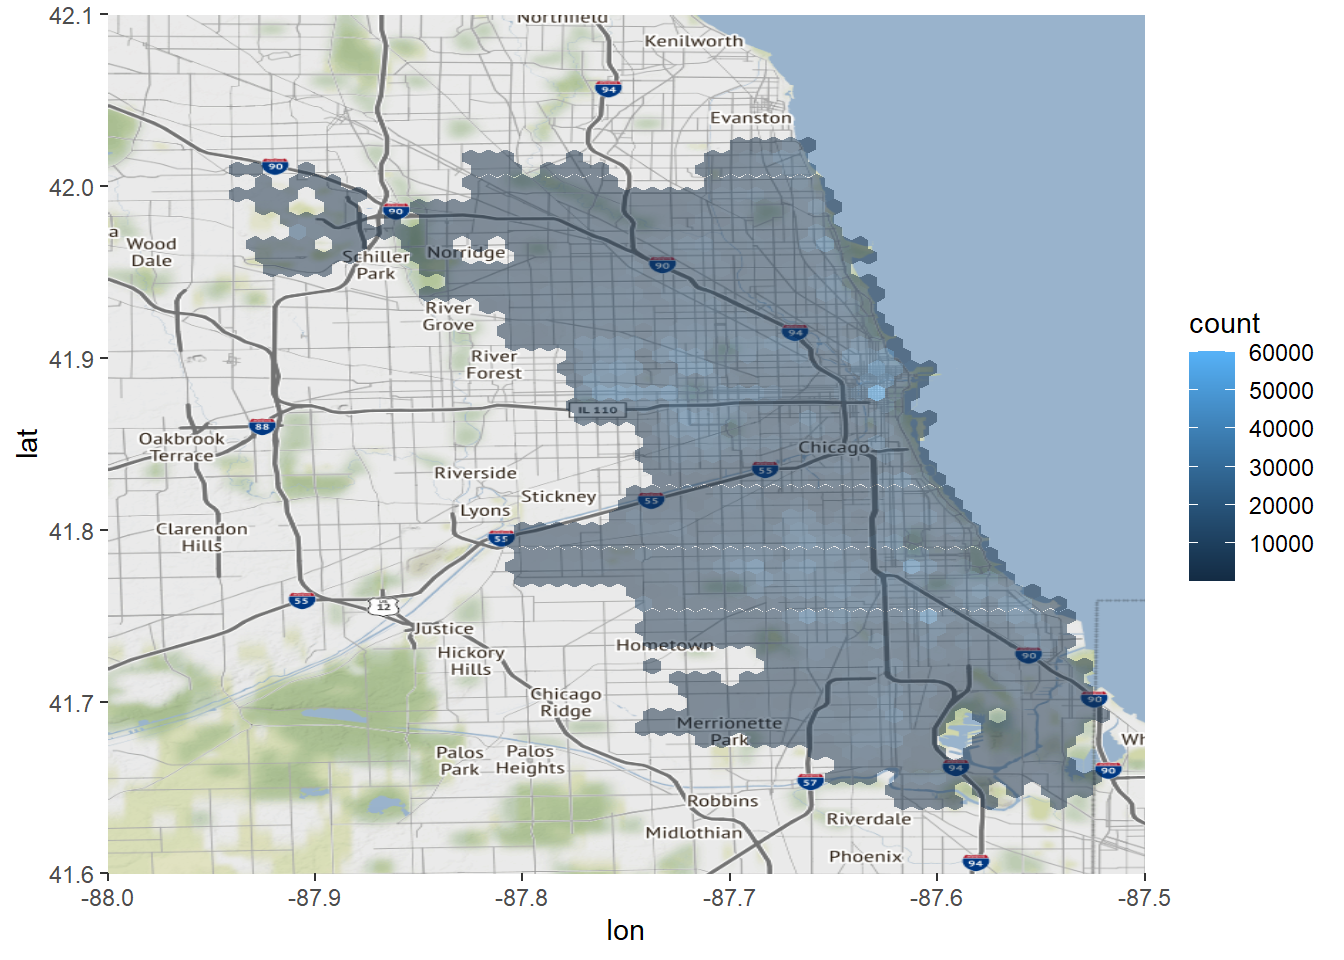 42.1
42.0
41.9
41.8
41.7
41.6
lat
-88.0
-87.9
-87.8
-87.7
-87.6
-87.5
lon
Northfield
Kenilworth
94
Evanston
90
90
a
Wood
Dale
Schiller
Park
Norridge
90
River
Grove
94
River
Forest
IL 110
88
Oakbrook
Terrace
Chicago
Riverside
55
Stickney
55
Lyons
Clarendon
Hills
55
55
12
Justice
Hometown
Hickory
Hills
90
Chicago
Ridge
90
Merrionette
Park
Wh
Palos
Park
Palos
Heights
94
90
57
Robbins
Riverdale
Midlothian
Phoenix
94
count
60000
50000
40000
30000
20000
10000